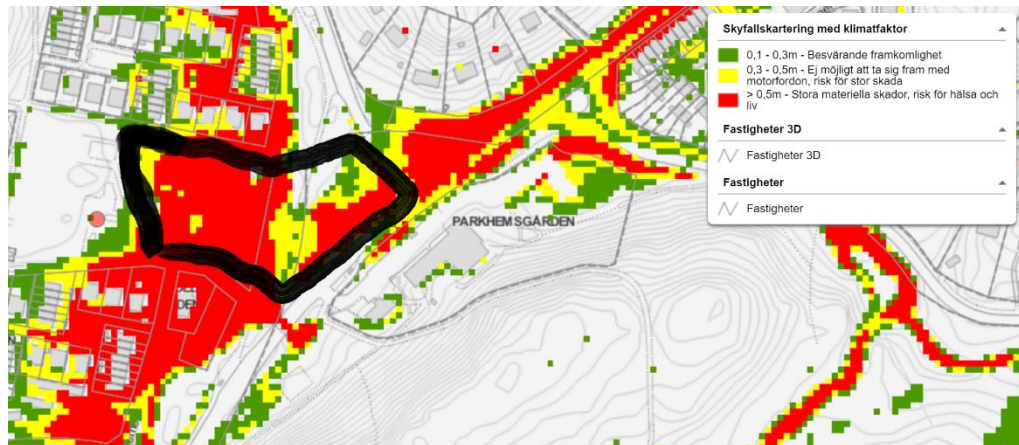 Skyfallskartering med klimatfaktor
0,1 - 0,3m - Besvärande framkomlighet
0,3 - 0,5m - Ej möjligt att ta sig fram med
motorfordon, risk för stor skada
> 0,5m - Stora materiella skador, risk för hälsa och
liv
Fastigheter 3D
Fastigheter 3D
Fastigheter
Fastigheter
PARKHEMSGÅRDEN